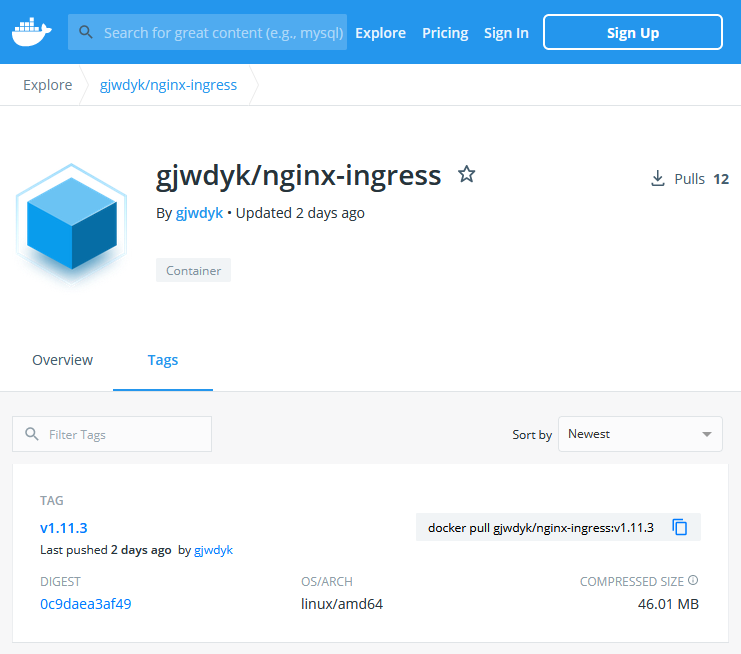 Search for great content (e.g., mysql) Explore Pricing Sign In Sign Up
Explore gjwdyk/nginx-ingress
gjwdyk/nginx-ingress
Pulls 12
By gjwdyk • Updated 2 days ago
Container
Overview Tags
Filter Tags Sort by Newest
TAG
v1.11.3 docker pull gjwdyk/nginx-ingress:v1.11.3
Last pushed 2 days ago by gjwdyk
DIGEST OS/ARCH COMPRESSED SIZE
0c9daea3af49 linux/amd64 46.01 MB